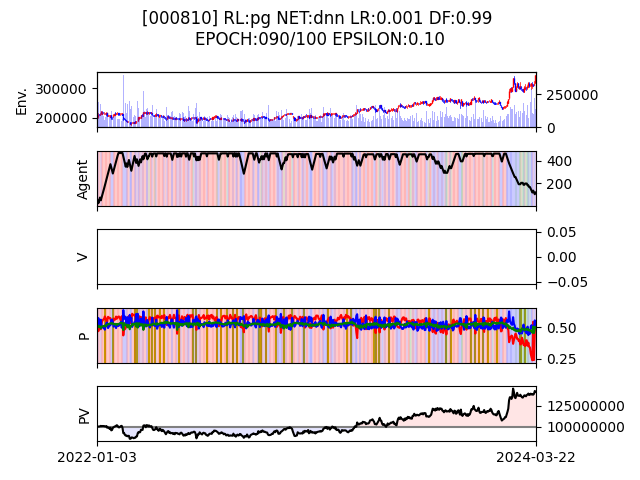 [000810] RL:pg NET:dnn LR:0.001 DF:0.99
EPOCH:090/100 EPSILON:0.10
Env.
300000
200000
250000
0
Agent
400
200
V
0.05
0.00
−0.05
P
0.50
0.25
PV
125000000
100000000
2022-01-03
2024-03-22